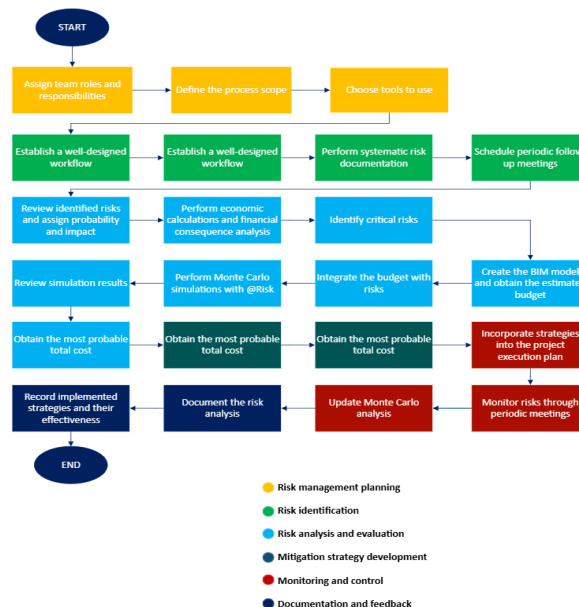 START
Assign team roles and
responsibilities
Define the process scope
Choose tools to use
Establish a well-designed
workflow
Establish a well-designed
workflow
Perform systematic risk
documentation
Schedule periodic follow-
up meetings
Review identified risks
and assign probability
and impact
Perform economic
calculations and financial
consequence analysis
Identify critical risks
Create the BIM model
and obtain the estimated
budget
Integrate the budget with
risks
Perform Monte Carlo
simulations with @Risk
Review simulation results
Obtain the most probable
total cost
Obtain the most probable
total cost
Obtain the most probable
total cost
Incorporate strategies
into the project
execution plan
Monitor risks through
periodic meetings
Update Monte Carlo
analysis
Document the risk
analysis
Record implemented
strategies and their
effectiveness
END
Risk management planning
Risk identification
Risk analysis and evaluation
Mitigation strategy development
Monitoring and control
Documentation and feedback